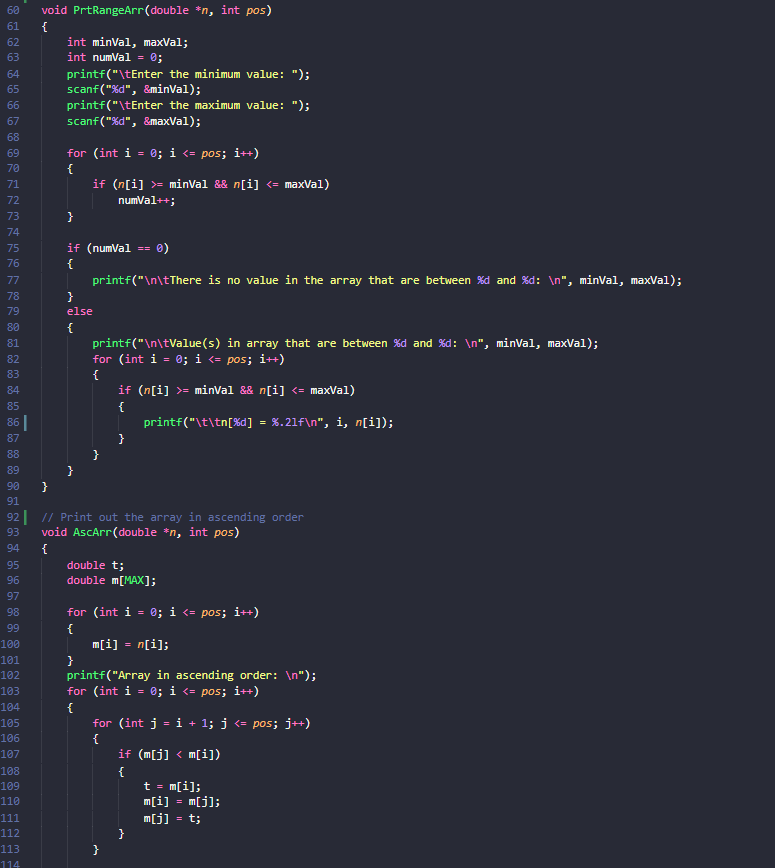 60 void PrtRangeArr(double *n, int pos)
61 {
62 int minVal, maxVal;
63 int numVal = 0;
64 printf("\tEnter the minimum value: ");
65 scanf("%d", &minVal);
66 printf("\tEnter the maximum value: ");
67 scanf("%d", &maxVal);
68
69 for (int i = 0; i <= pos; i++)
70 {
71 if (n[i] >= minVal && n[i] <= maxVal)
72 numVal++;
73 }
74
75 if (numVal == 0)
76 {
77 printf("\n\tThere is no value in the array that are between %d and %d: \n", minVal, maxVal);
78 }
79 else
80 {
81 printf("\n\tValue(s) in array that are between %d and %d: \n", minVal, maxVal);
82 for (int i = 0; i <= pos; i++)
83 {
84 if (n[i] >= minVal && n[i] <= maxVal)
85 {
86 printf("\t\tn[%d] = %.2lf\n", i, n[i]);
87 }
88 }
89 }
90 }
91
92 // Print out the array in ascending order
93 void AscArr(double *n, int pos)
94 {
95 double t;
96 double m[MAX];
97
98 for (int i = 0; i <= pos; i++)
99 {
100 m[i] = n[i];
101 }
102 printf("Array in ascending order: \n");
103 for (int i = 0; i <= pos; i++)
104 {
105 for (int j = i + 1; j <= pos; j++)
106 {
107 if (m[j] < m[i])
108 {
109 t = m[i];
110 m[i] = m[j];
111 m[j] = t;
112 }
113 }
114